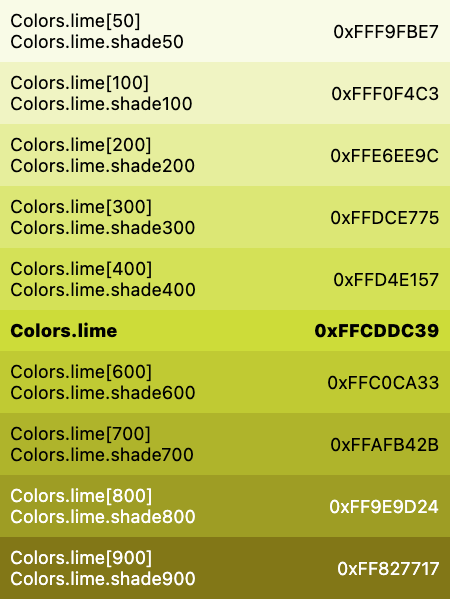 Colors.lime[50]
Colors.lime.shade50
0xFFF9FBE7
Colors.lime[100]
Colors.lime.shade100
0xFFF0F4C3
Colors.lime[200]
Colors.lime.shade200
0xFFE6EE9C
Colors.lime[300]
Colors.lime.shade300
0xFFDCE775
Colors.lime[400]
Colors.lime.shade400
0xFFD4E157
Colors.lime
0xFFCDDC39
Colors.lime[600]
Colors.lime.shade600
0xFFC0CA33
Colors.lime[700]
Colors.lime.shade700
0xFFAFB42B
Colors.lime[800]
Colors.lime.shade800
0xFF9E9D24
Colors.lime[900]
Colors.lime.shade900
0xFF827717